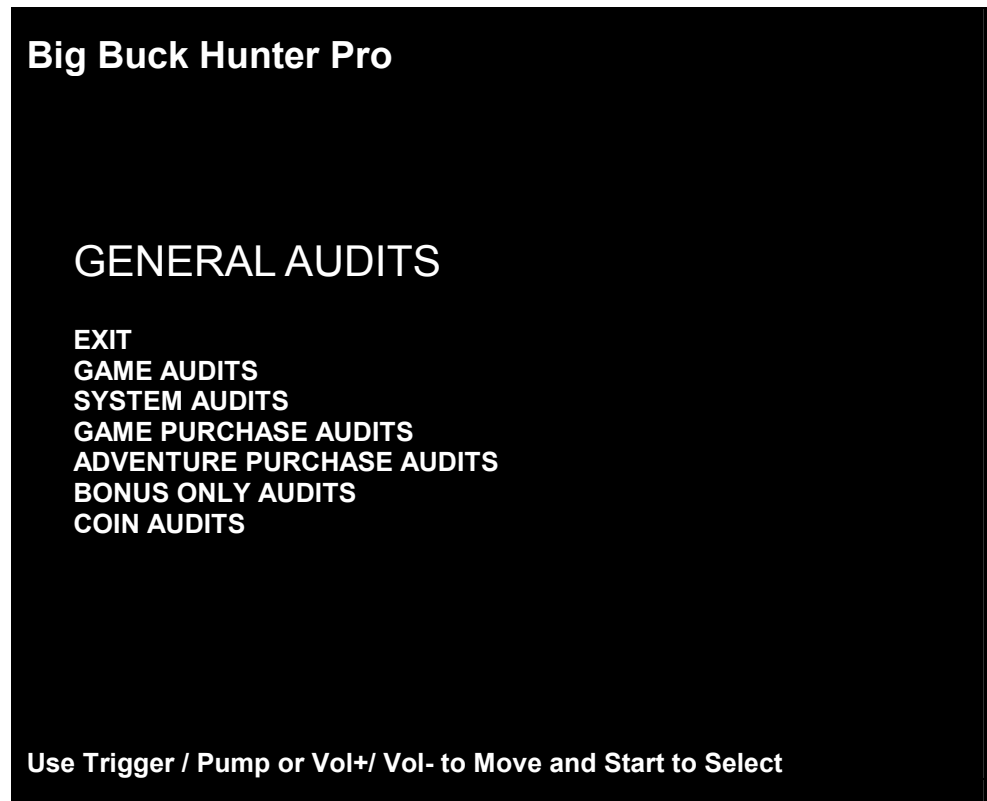 Big Buck Hunter Pro
GENERAL AUDITS
EXIT
GAME AUDITS
SYSTEM AUDITS
GAME PURCHASE AUDITS
ADVENTURE PURCHASE AUDITS
BONUS ONLY AUDITS
COIN AUDITS
Use Trigger / Pump or Vol+/ Vol- to Move and Start to Select